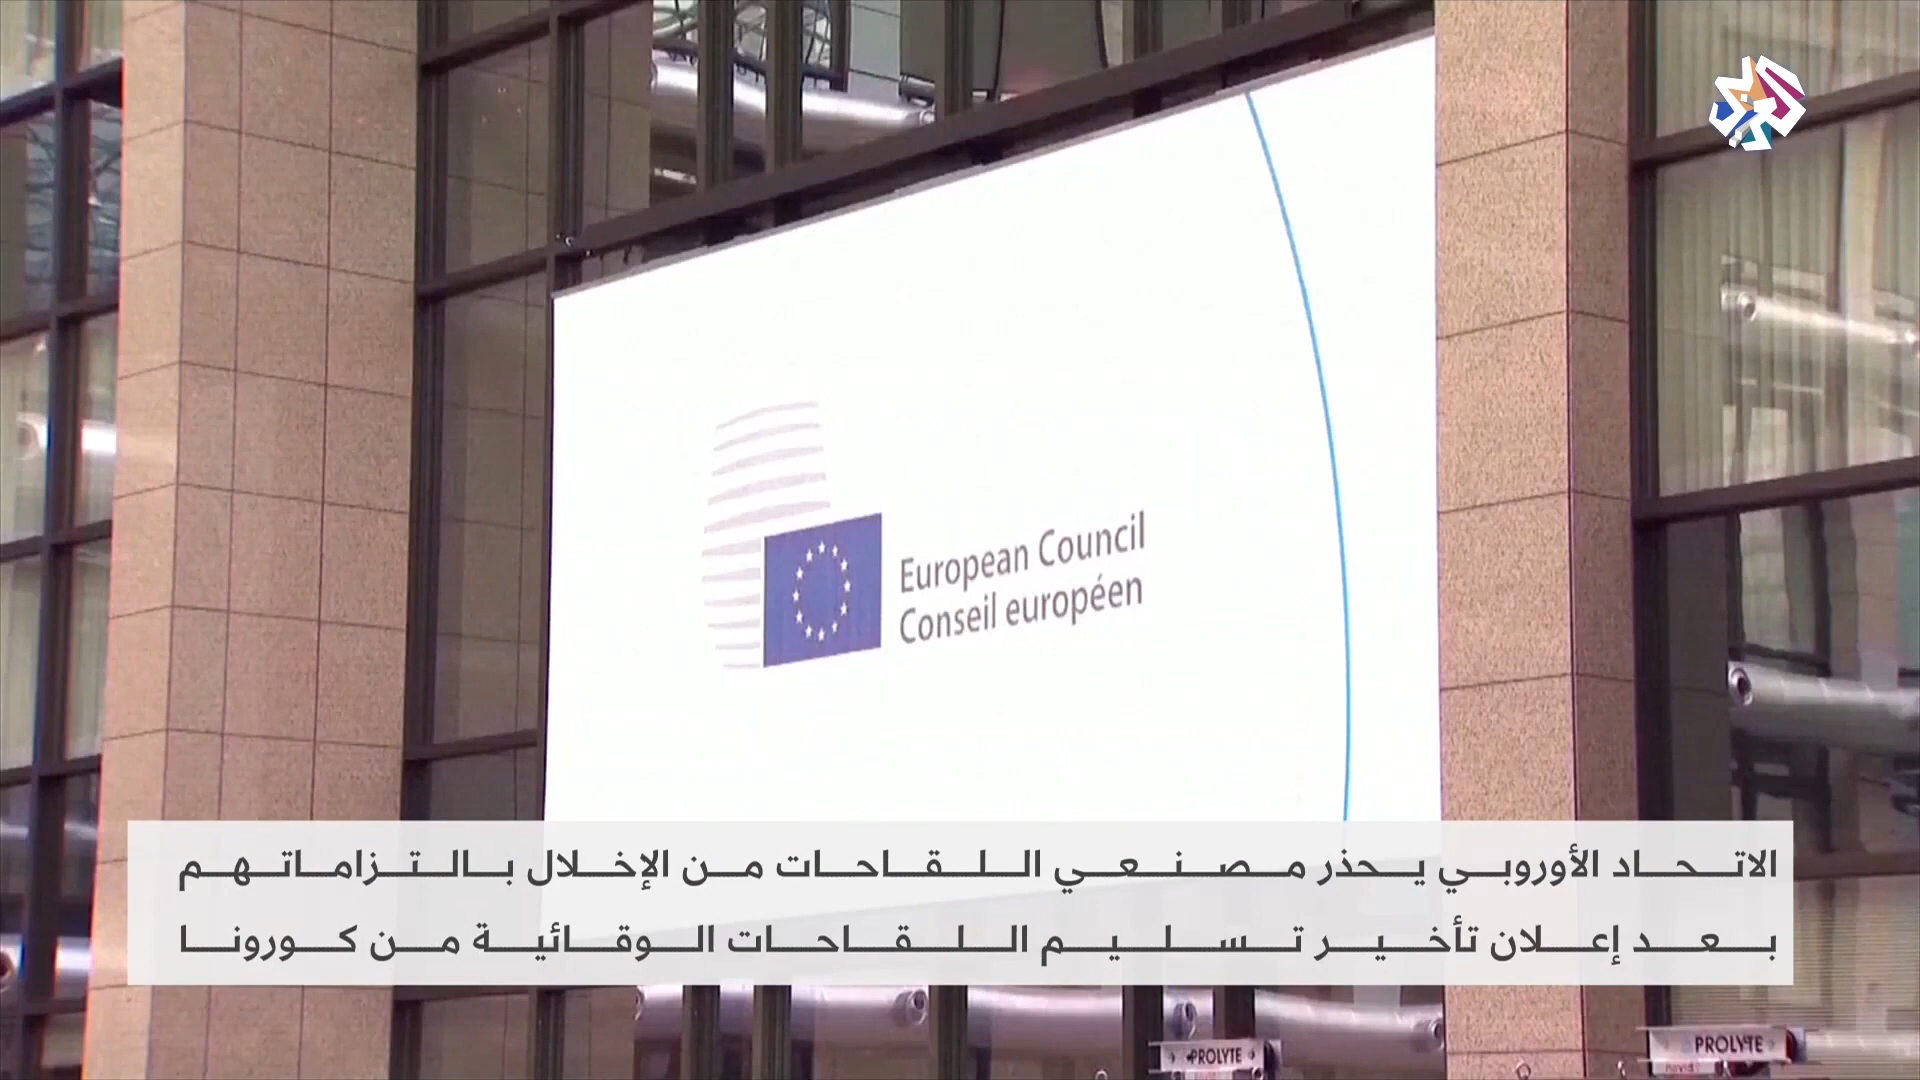 European Council
Conseil européen
الاتحاد الأوروبي يحذر مصنعي اللقاحات من الإخلال بالتزاماتهم
بعد إعلان تأخير تسليم اللقاحات الوقائية من كورونا
PROLYTE
PROLYTE